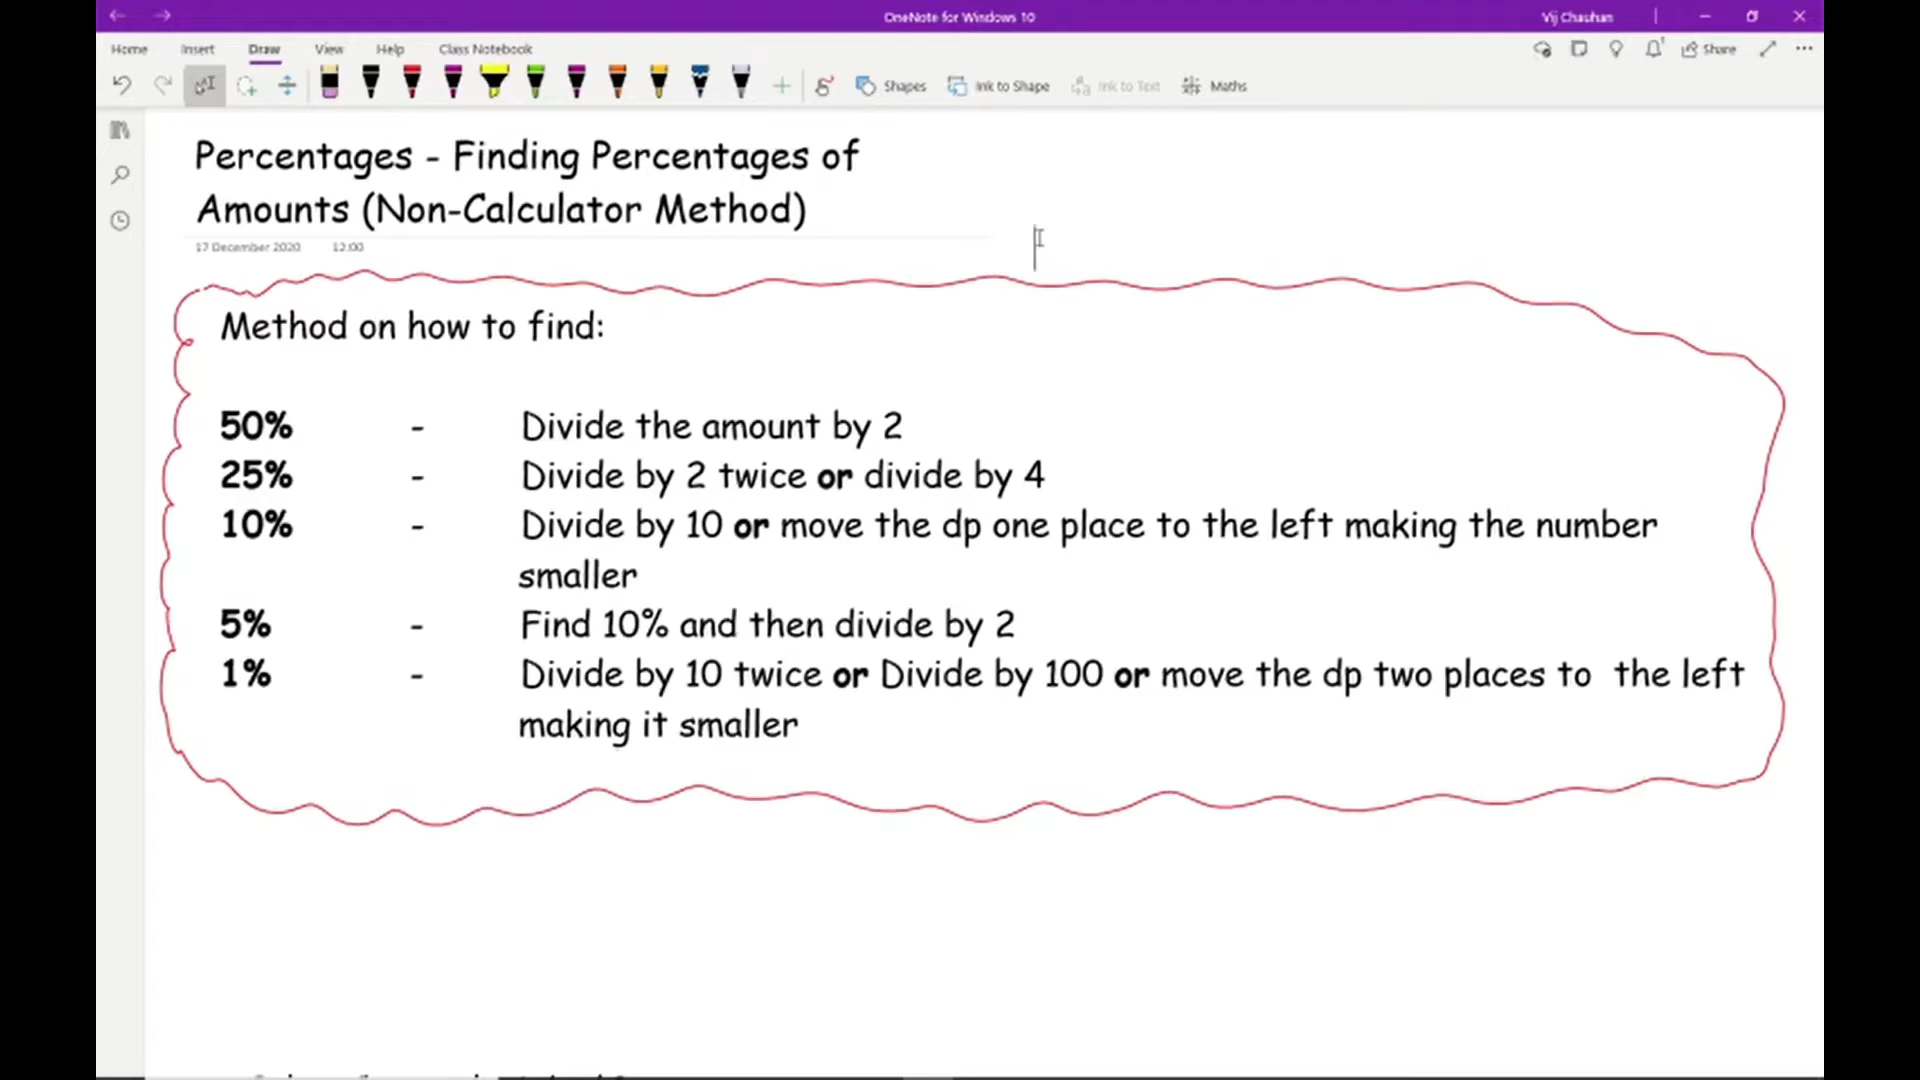 OneNote for Windows 10
Vij Chauhan
Home Insert Draw View Help Class Notebook
Share
Shapes Ink to Shape Ink to Text Maths
Percentages - Finding Percentages of
Amounts (Non-Calculator Method)
17 December 2020 12:00
Method on how to find:
50% - Divide the amount by 2
25% - Divide by 2 twice or divide by 4
10% - Divide by 10 or move the dp one place to the left making the number
smaller
5% - Find 10% and then divide by 2
1% - Divide by 10 twice or Divide by 100 or move the dp two places to the left
making it smaller